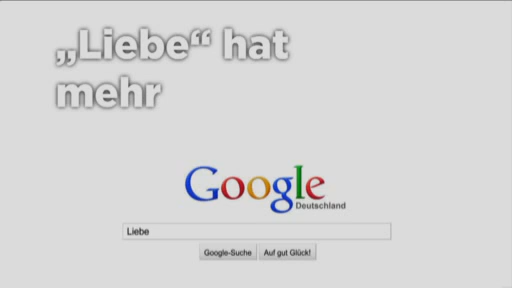 „Liebe“ hat
mehr
Google
Deutschland
Liebe
Google-Suche Auf gut Glück!